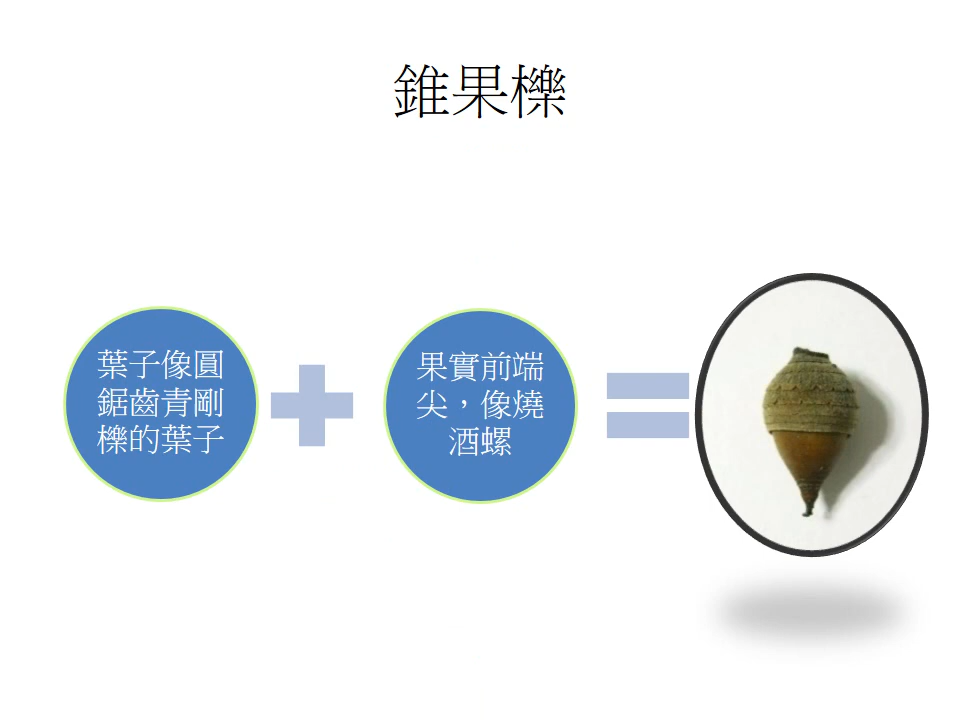 錐果櫟
葉子像圓
鋸齒青剛
櫟的葉子
果實前端
尖，像燒
酒螺